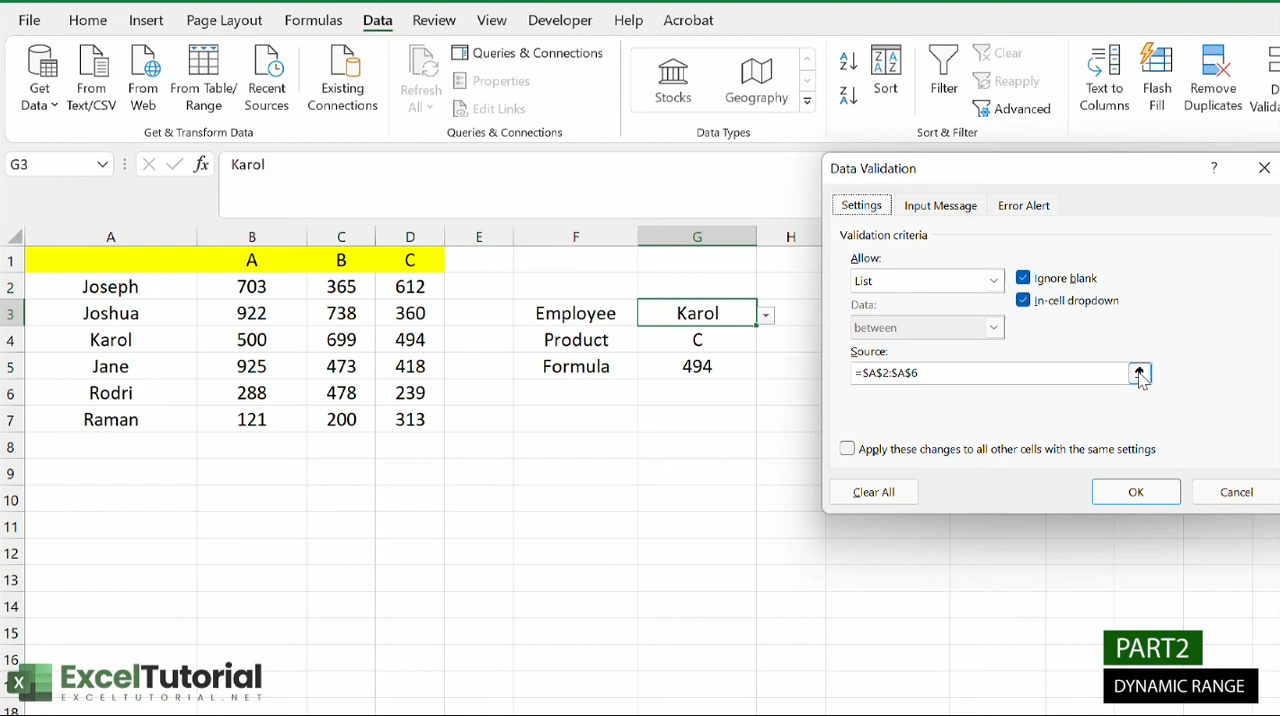 File Home Insert Page Layout Formulas Data Review View Developer Help Acrobat
Get Data
From Text/CSV
From Web
From Table/ Range
Recent Sources
Existing Connections
Get & Transform Data
Refresh All
Queries & Connections
Properties
Edit Links
Queries & Connections
Stocks
Geography
Data Types
Sort
Filter
Clear
Reapply
Advanced
Sort & Filter
Text to Columns
Flash Fill
Remove Duplicates
G3 fx Karol
A B C D E F G H
1 A B C
2 Joseph 703 365 612
3 Joshua 922 738 360 Employee Karol
4 Karol 500 699 494 Product C
5 Jane 925 473 418 Formula 494
6 Rodri 288 478 239
7 Raman 121 200 313
8
9
10
11
12
13
14
15
16
18
Data Validation ?
Settings Input Message Error Alert
Validation criteria
Allow:
List
Ignore blank
In-cell dropdown
Data:
between
Source:
=$A$2:$A$6
Apply these changes to all other cells with the same settings
Clear All OK Cancel
X ExcelTutorial
EXCELTUTORIAL.NET
PART2
DYNAMIC RANGE